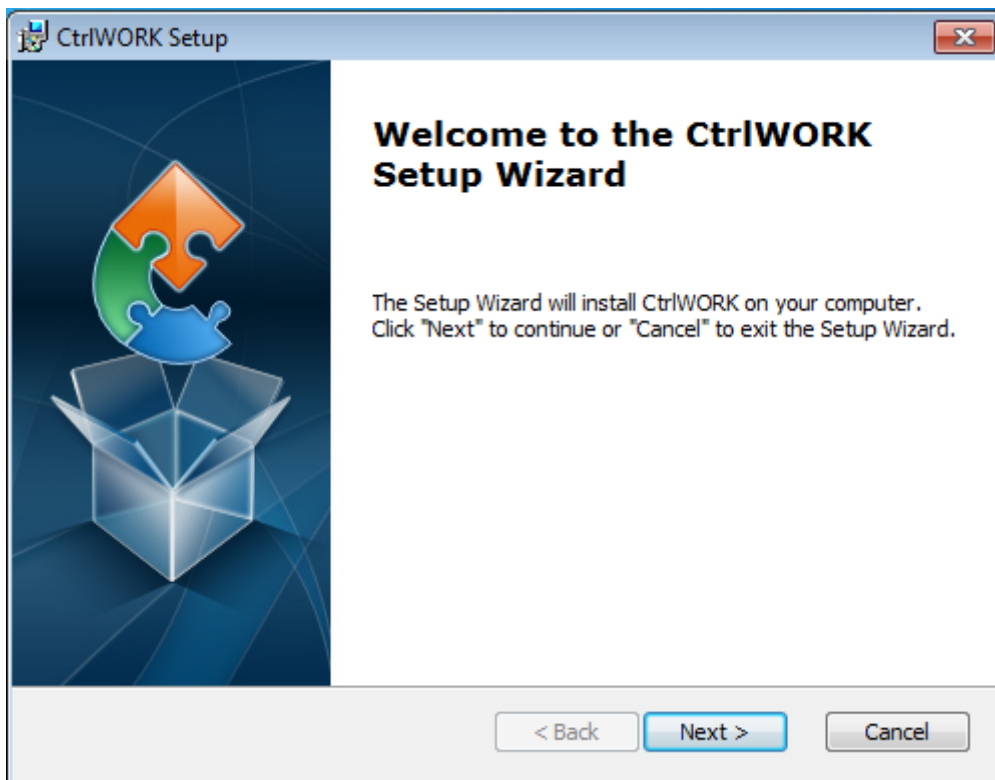 CtrlWORK Setup
Welcome to the CtrlWORK
Setup Wizard
The Setup Wizard will install CtrlWORK on your computer.
Click "Next" to continue or "Cancel" to exit the Setup Wizard.
< Back Next > Cancel